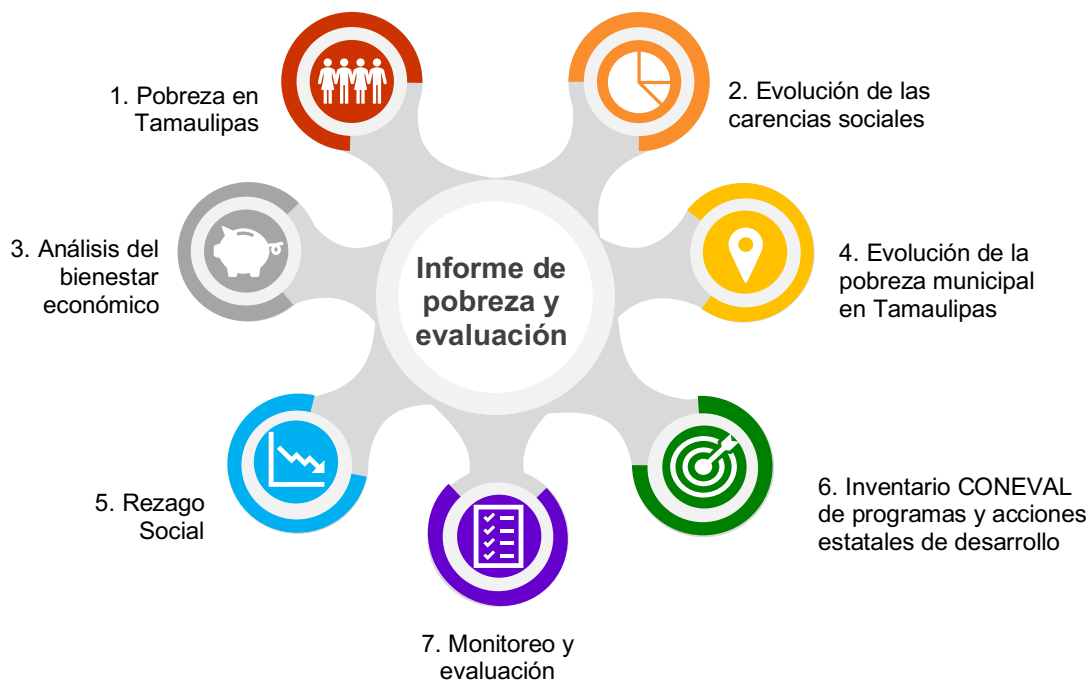 1. Pobreza en
Tamaulipas
2. Evolución de las
carencias sociales
3. Análisis del
bienestar
económico
Informe de
pobreza y
evaluación
4. Evolución de la
pobreza municipal
en Tamaulipas
5. Rezago
Social
6. Inventario CONEVAL
de programas y acciones
estatales de desarrollo
7. Monitoreo y
evaluación